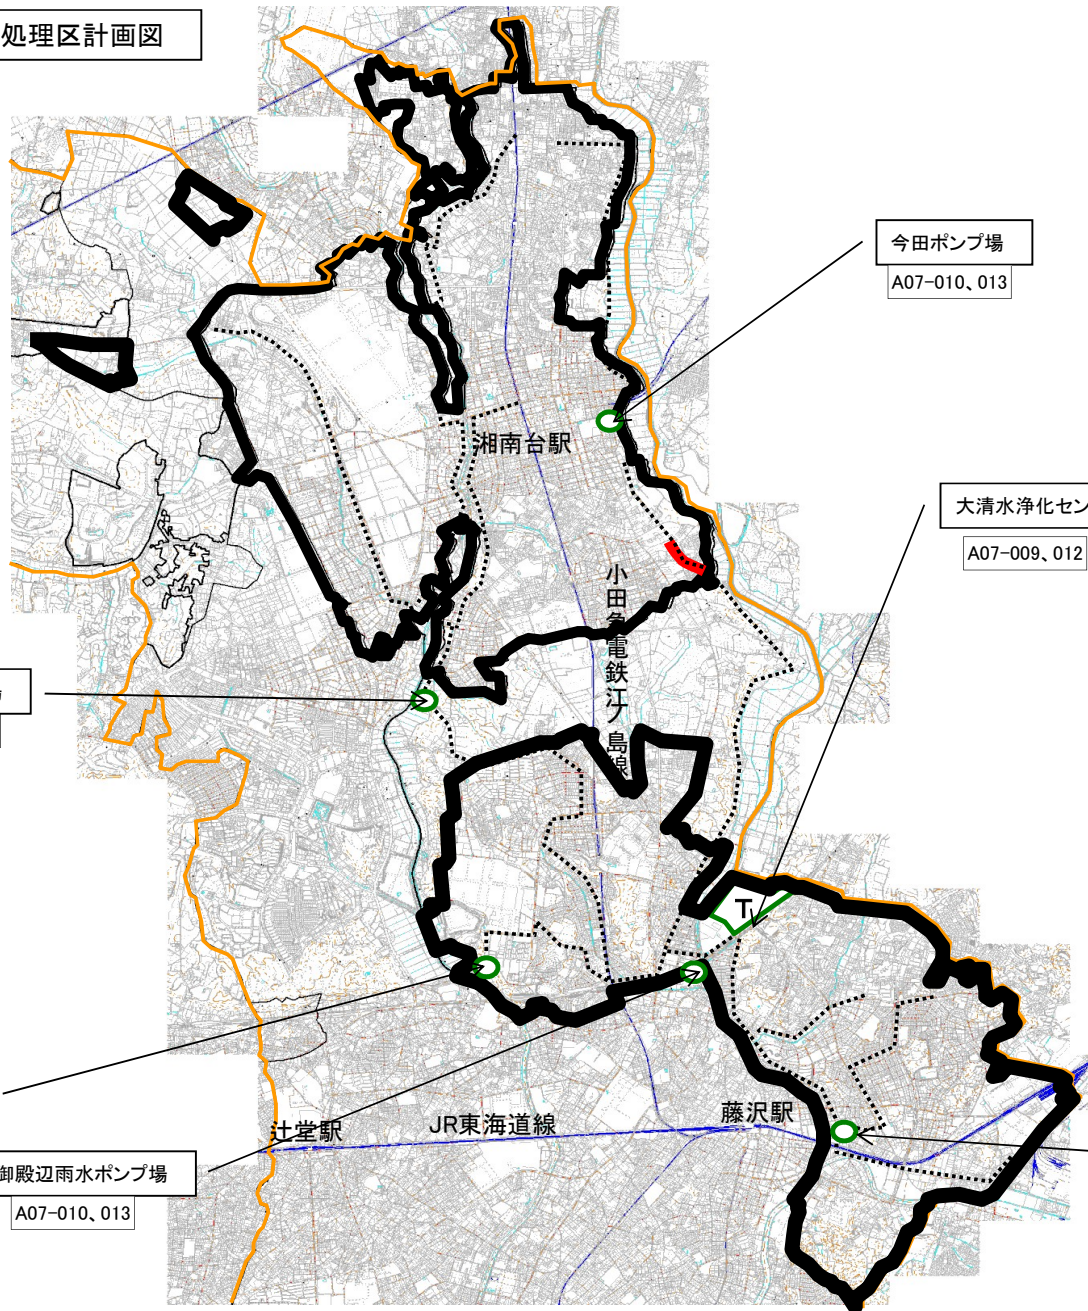 処理区計画図
今田ポンプ場
A07-010、013
湘南台駅
大清水浄化セン
A07-009、012
小田急電鉄江ノ島線
T
藤沢駅
JR東海道線
辻堂駅
御殿辺雨水ポンプ場
A07-010、013